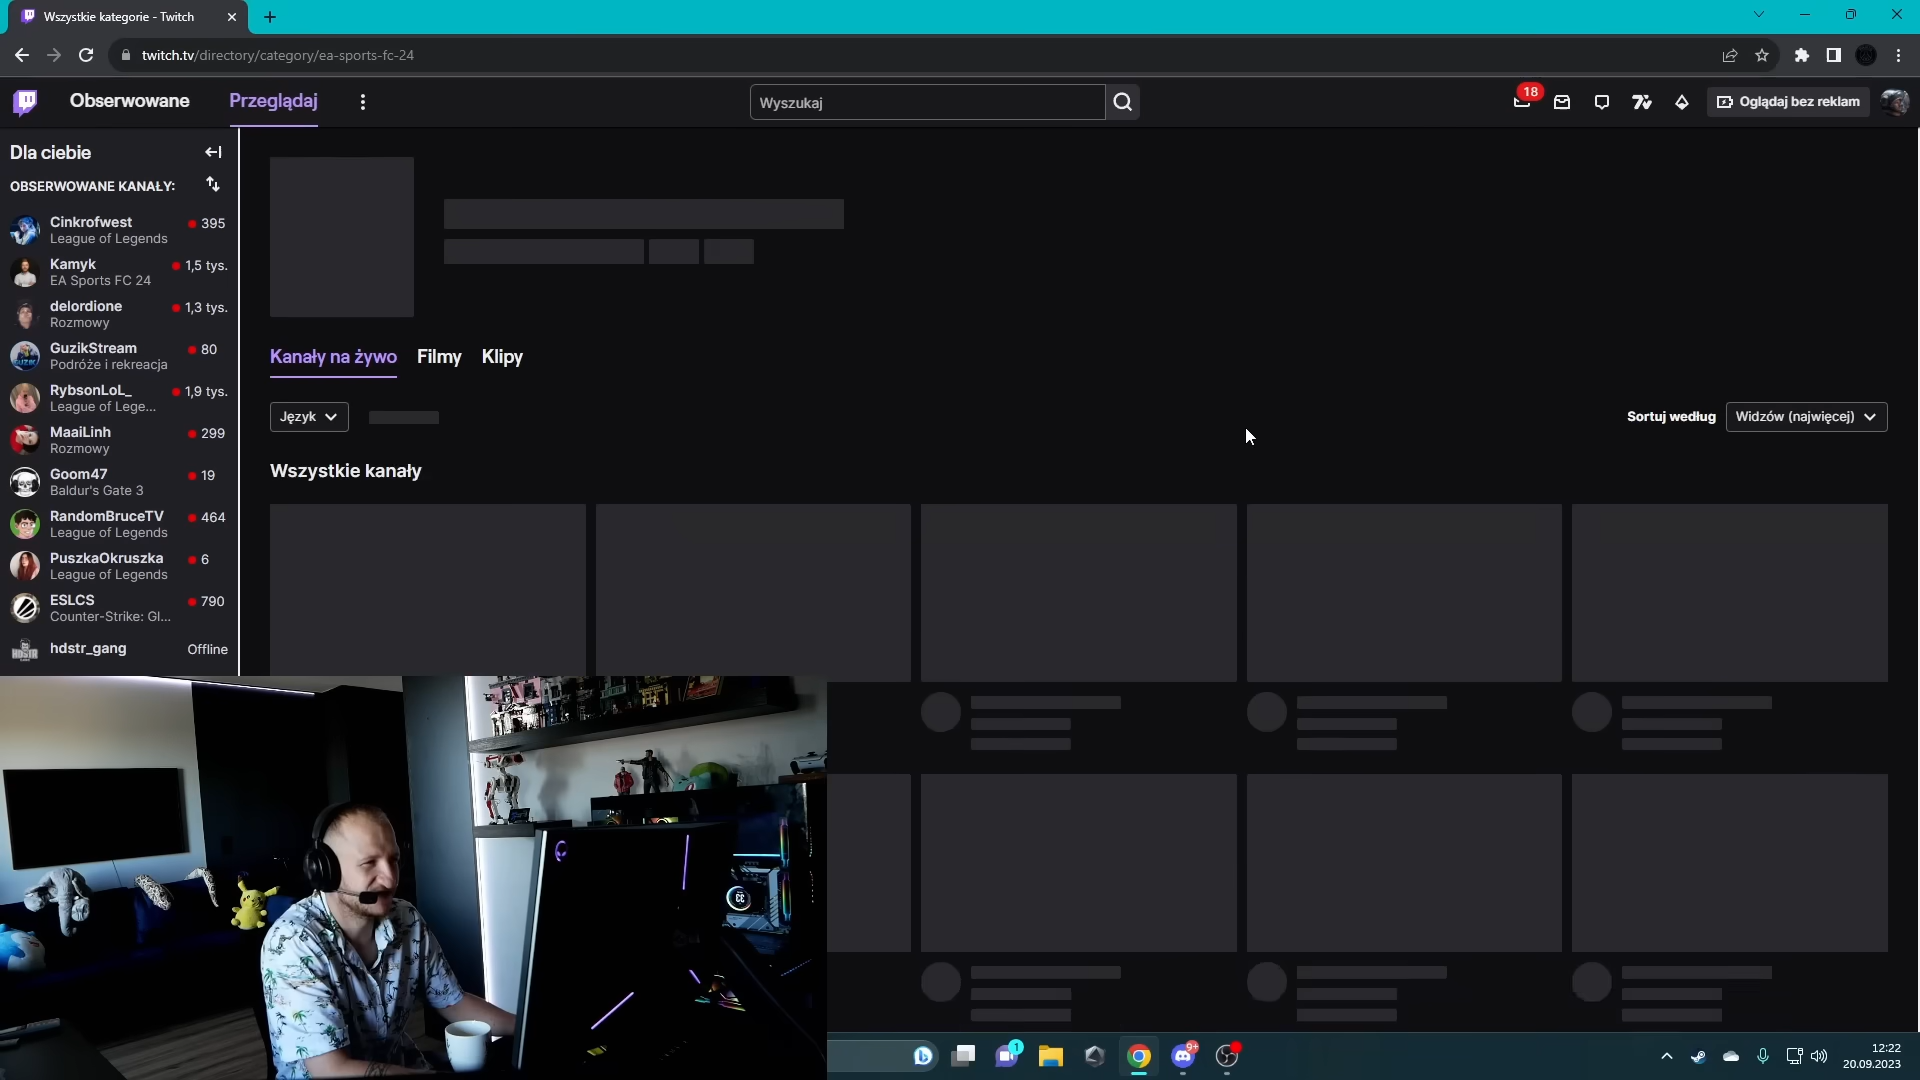 Wszystkie kategorie - Twitch
twitch.tv/directory/category/ea-sports-fc-24
Obserwowane
Przeglądaj
Wyszukaj
18
Oglądaj bez reklam
Dla ciebie
OBSERWOWANE KANAŁY:
Cinkrofwest
395
League of Legends
Kamyk
1,5 tys.
EA Sports FC 24
delordione
1,3 tys.
Rozmowy
GuzikStream
80
Podróże i rekreacja
RybsonLoL_
1,9 tys.
League of Lege...
MaaiLinh
299
Rozmowy
Goom47
19
Baldur's Gate 3
RandomBruceTV
464
League of Legends
PuszkaOkruszka
6
League of Legends
ESLCS
790
Counter-Strike: Gl...
hdstr_gang
Offline
Kanały na żywo
Filmy
Klipy
Język
Sortuj według
Widzów (najwięcej)
Wszystkie kanały
1
9+
12:22
20.09.2023